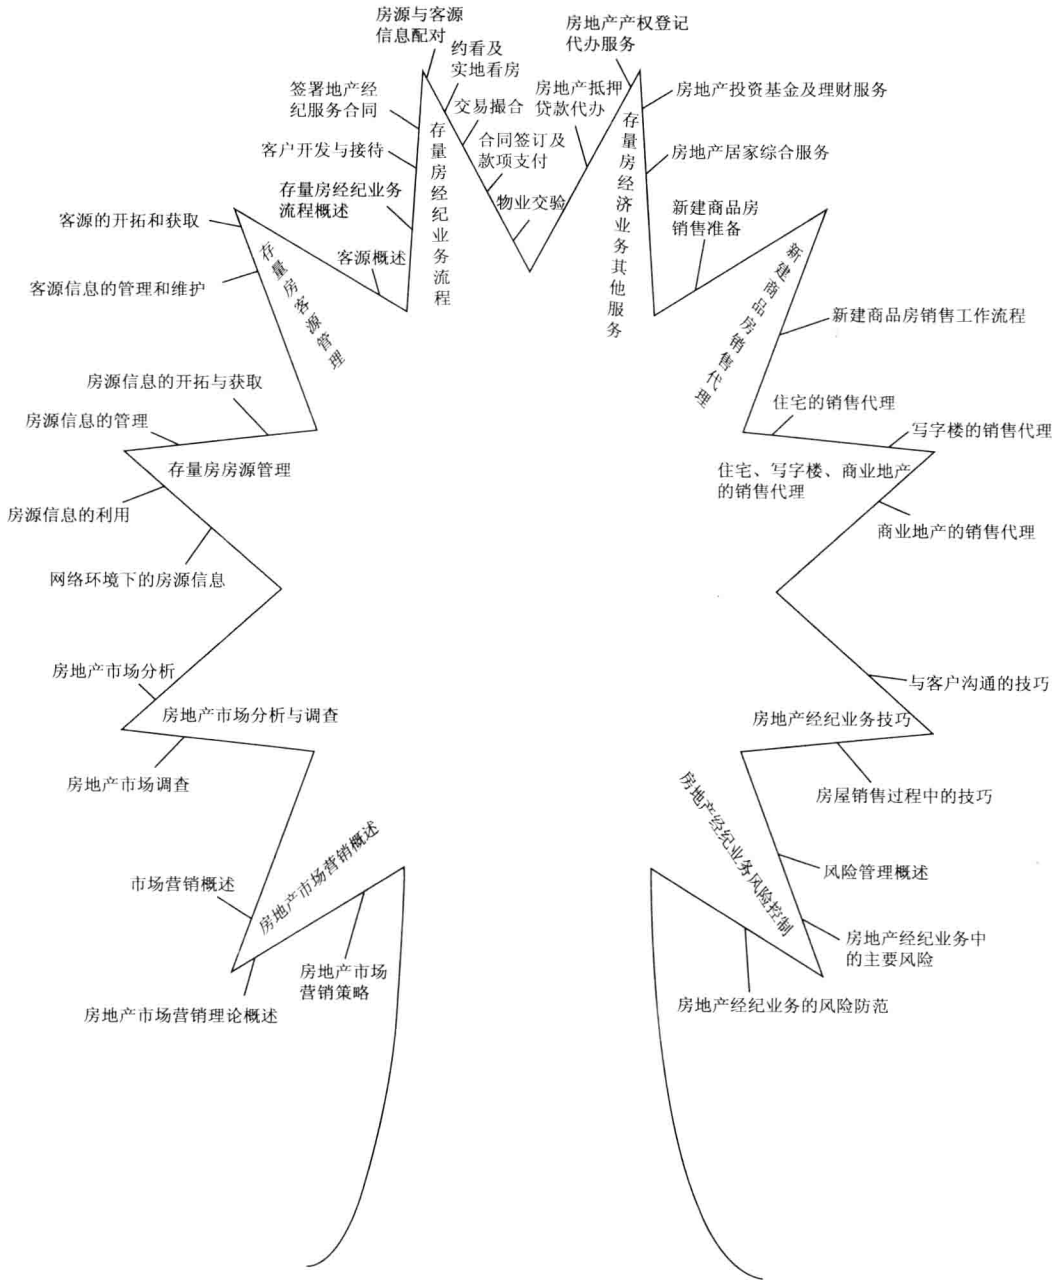 房源与客源
信息配对
约看及
实地看房
签署地产经
纪服务合同
交易撮合
客户开发与接待
合同签订及
款项支付
存量房经纪业务
流程概述
物业交验
存量房经纪业务流程
房地产产权登记
代办服务
房地产抵押
贷款代办
房地产投资基金及理财服务
房地产居家综合服务
存量房经济业务其他服务
客源的开拓和获取
客源概述
客源信息的管理和维护
存量房客源管理
新建商品房
销售准备
新建商品房销售代理
新建商品房销售工作流程
房源信息的开拓与获取
房源信息的管理
存量房房源管理
房源信息的利用
网络环境下的房源信息
住宅的销售代理
写字楼的销售代理
住宅、写字楼、商业地产
的销售代理
商业地产的销售代理
房地产市场分析
房地产市场分析与调查
房地产市场调查
与客户沟通的技巧
房地产经纪业务技巧
房屋销售过程中的技巧
市场营销概述
房地产市场营销概述
房地产市场
营销策略
房地产市场营销理论概述
房地产经纪业务风险控制
风险管理概述
房地产经纪业务中
的主要风险
房地产经纪业务的风险防范